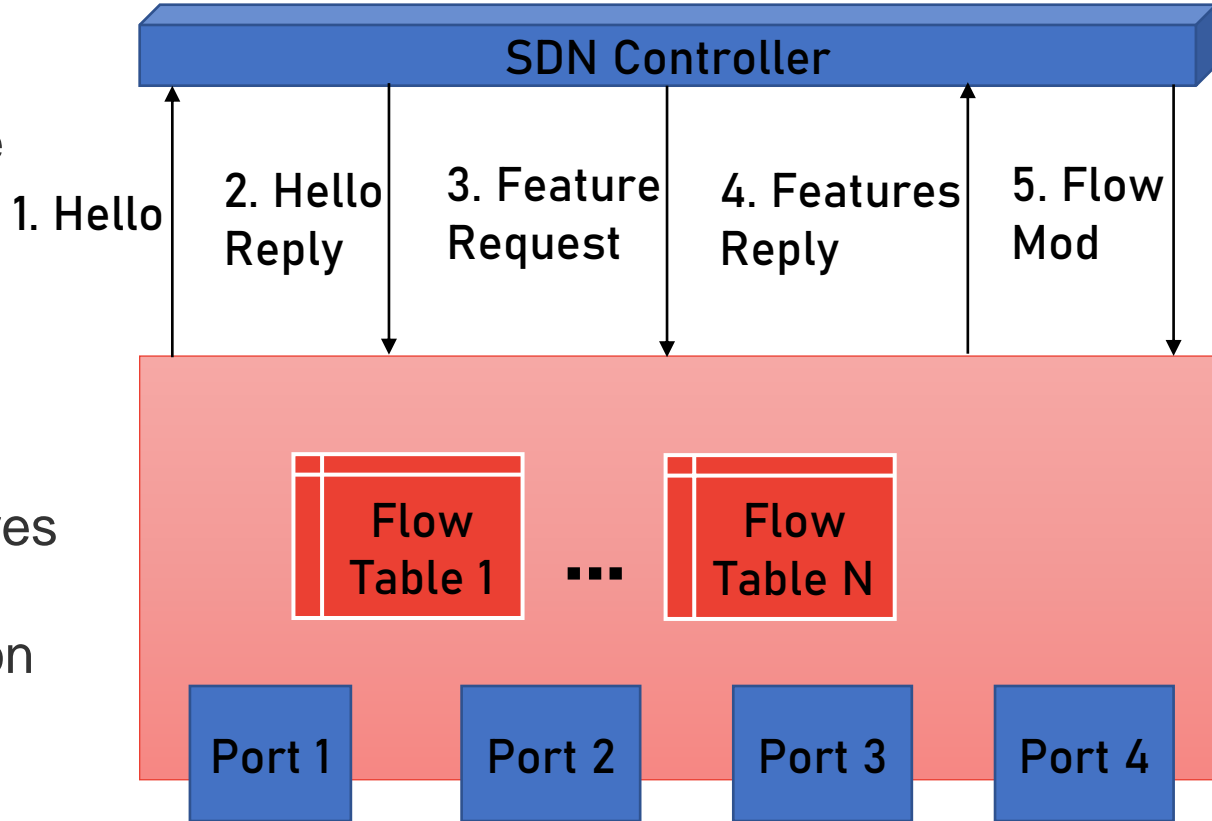 SDN Controller
1. Hello
2. Hello
Reply
3. Feature
Request
4. Features
Reply
5. Flow
Mod
Flow
Table 1
...
Flow
Table N
Port 1
Port 2
Port 3
Port 4